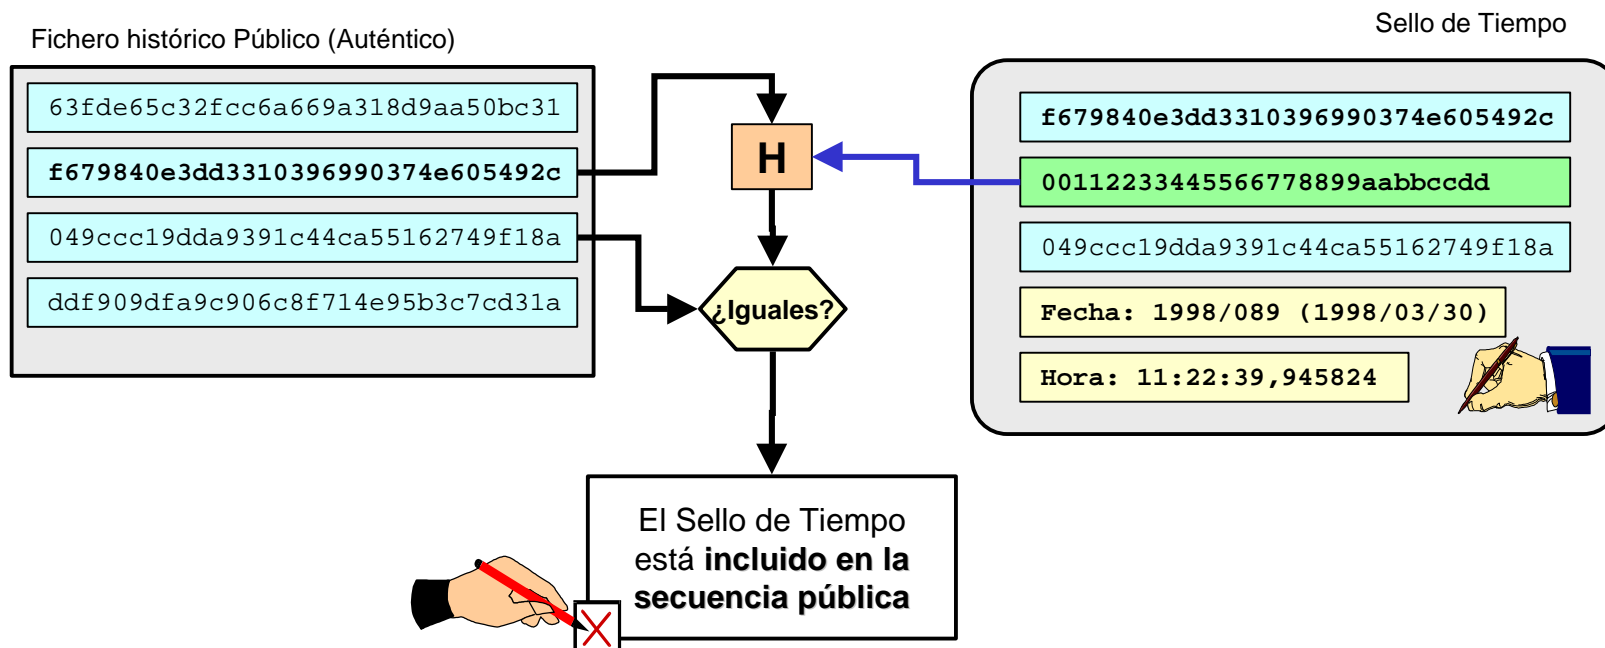 Fichero histórico Público (Auténtico)
63fde65c32fcc6a669a318d9aa50bc31
f679840e3dd3310396990374e605492c
049ccc19dda9391c44ca55162749f18a
ddf909dfa9c906c8f714e95b3c7cd31a
H
¿Iguales?
Sello de Tiempo
f679840e3dd3310396990374e605492c
00112233445566778899aabbccdd
049ccc19dda9391c44ca55162749f18a
Fecha: 1998/089 (1998/03/30)
Hora: 11:22:39,945824
El Sello de Tiempo
está incluido en la
secuencia pública